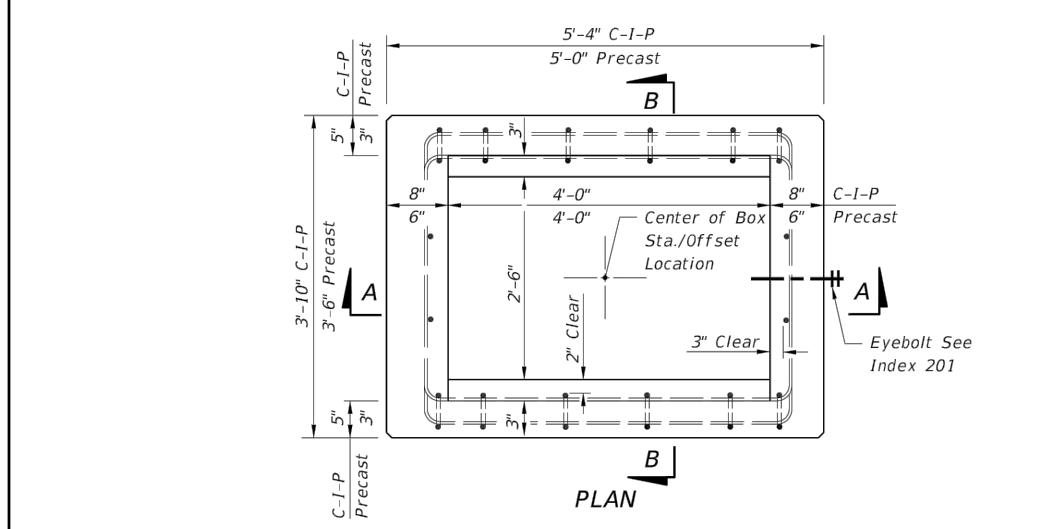 5'-4" C-I-P
5'-0" Precast
C-I-P
Precast
B
5"
3"
3"
8"
6"
4'-0"
4'-0"
8"
6"
C-I-P
Precast
Center of Box
Sta./Offset
Location
3'-10" C-I-P
3'-6" Precast
A
2'-6"
A
2" Clear
3" Clear
Eyebolt See
Index 201
5"
3"
3"
C-I-P
Precast
B
PLAN